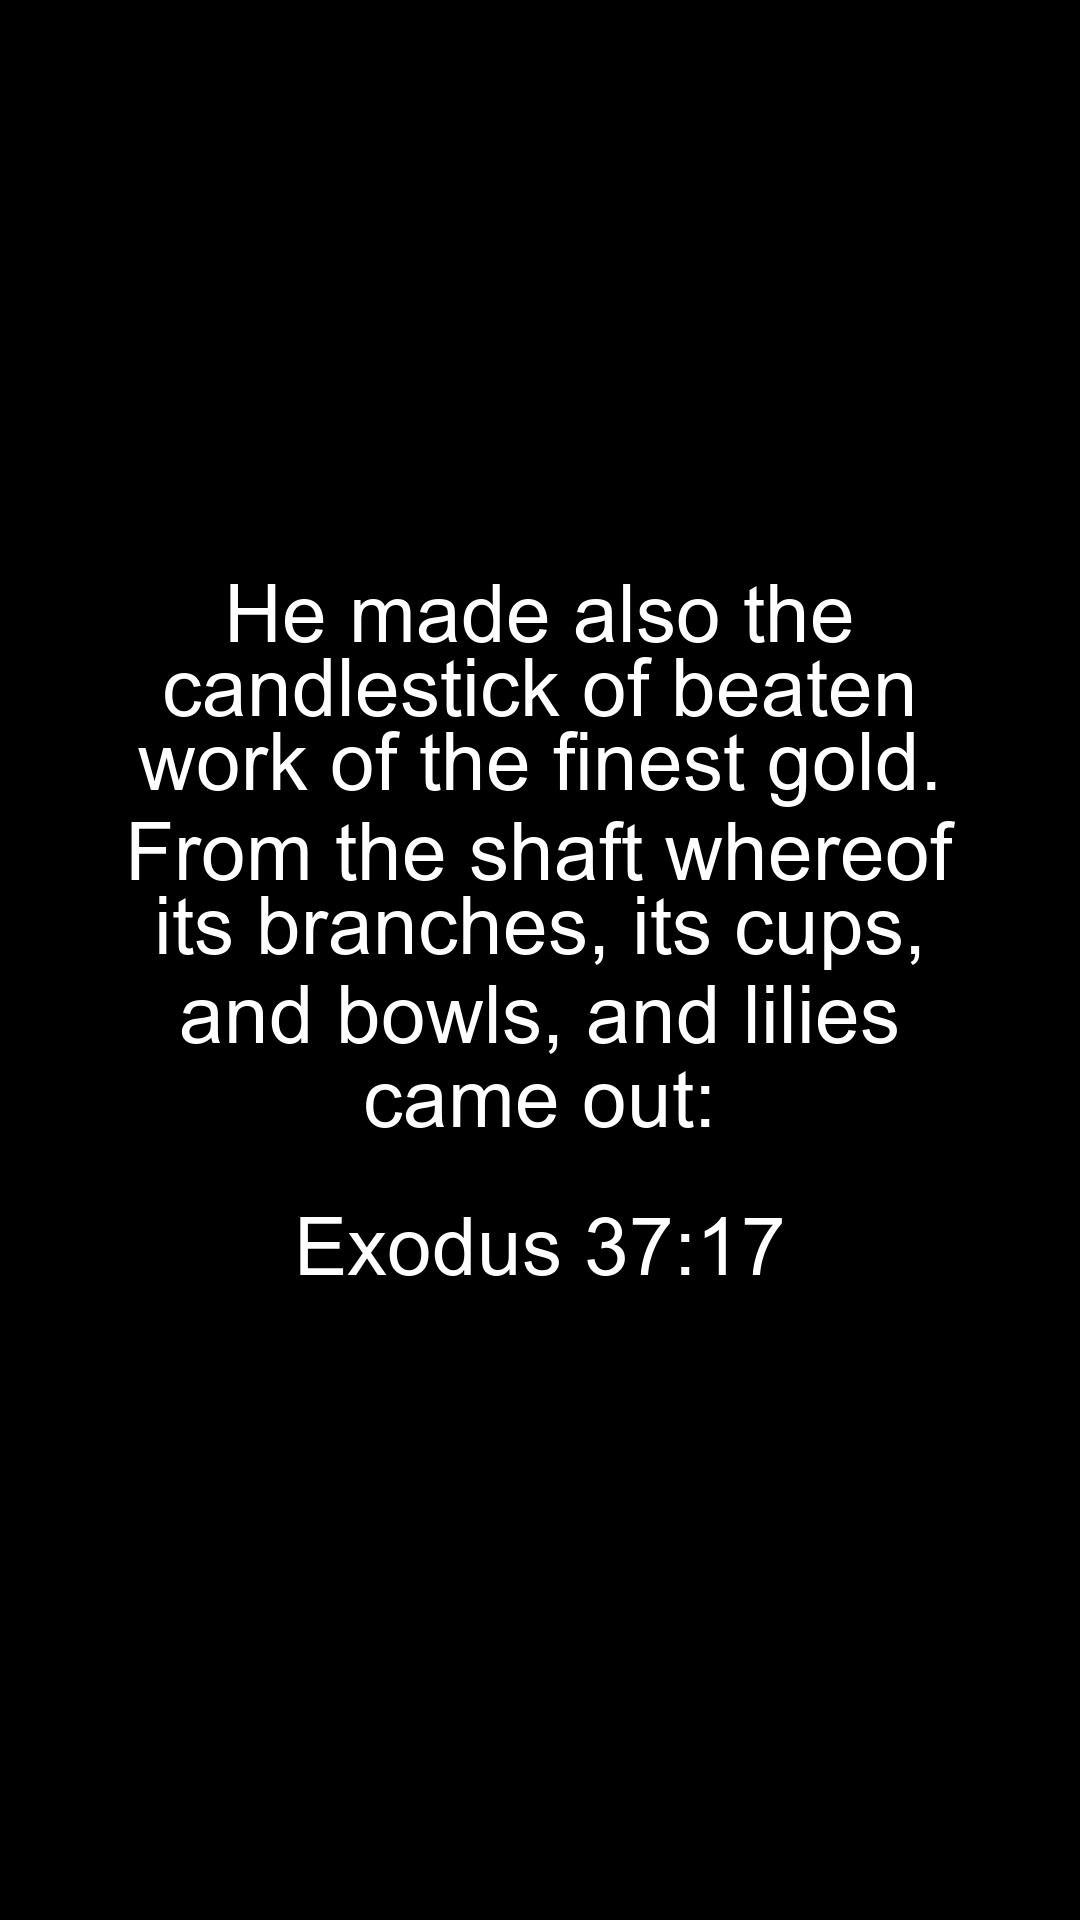 He made also the
candlestick of beaten
work of the finest gold.
From the shaft whereof
its branches, its cups,
and bowls, and lilies
came out:
Exodus 37:17